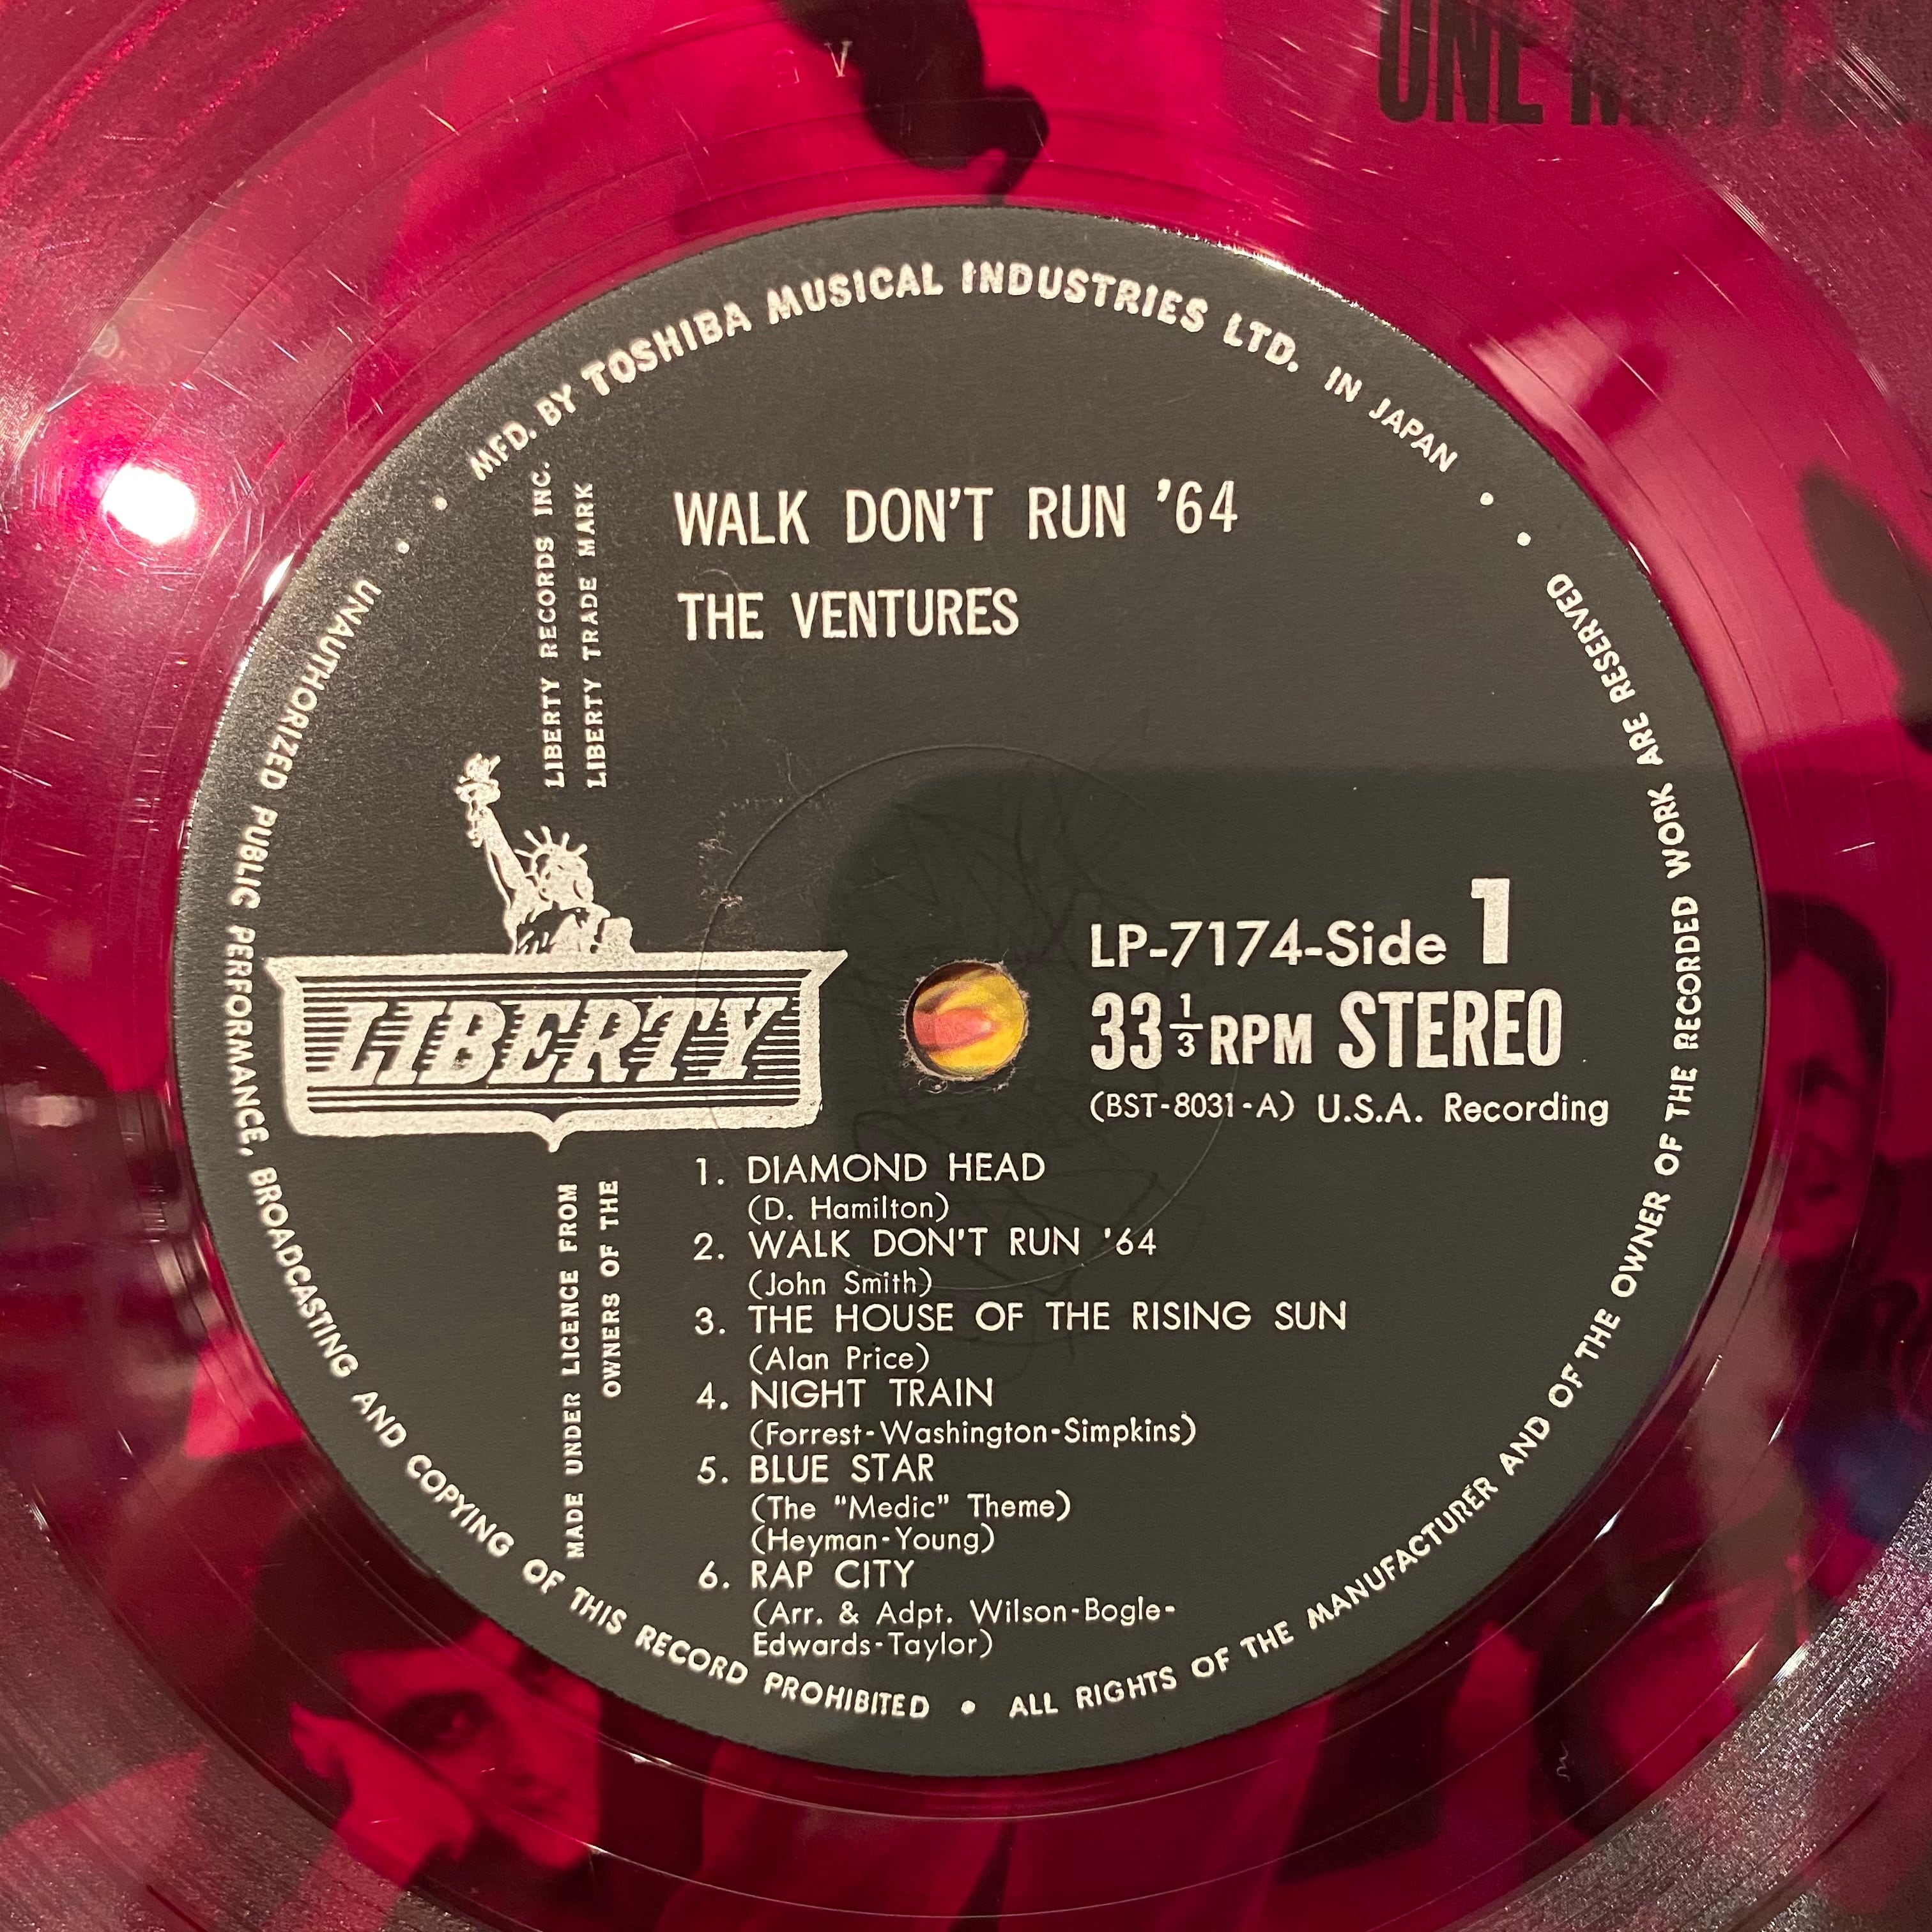 V
ONE
MFD. BY TOSHIBA MUSICAL INDUSTRIES LTD. IN JAPAN
WALK DON'T RUN '64
THE VENTURES
LIBERTY RECORDS INC.
LIBERTY TRADE MARK
LIBERTY
LP-7174-Side 1
33 1/3 RPM STEREO
(BST-8031-A) U.S.A. Recording
MADE UNDER LICENCE FROM
OWNERS OF THE
1. DIAMOND HEAD
(D. Hamilton)
2. WALK DON'T RUN '64
(John Smith)
3. THE HOUSE OF THE RISING SUN
(Alan Price)
4. NIGHT TRAIN
(Forrest-Washington-Simpkins)
5. BLUE STAR
(The "Medic" Theme)
(Heyman-Young)
6. RAP CITY
(Arr. & Adpt. Wilson-Bogle-
Edwards-Taylor)
UNAUTHORIZED PUBLIC PERFORMANCE, BROADCASTING AND COPYING OF THIS RECORD PROHIBITED • ALL RIGHTS OF THE MANUFACTURER AND OF THE OWNER OF THE RECORDED WORK ARE RESERVED